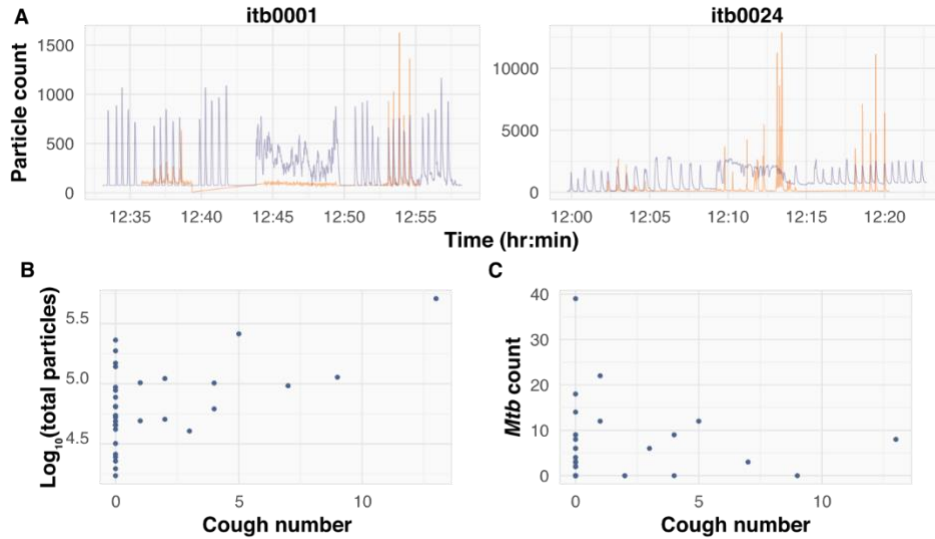 A
itb0001
itb0024
Particle count
1500
1000
500
0
10000
5000
0
12:35 12:40 12:45 12:50 12:55
12:00 12:05 12:10 12:15 12:20
Time (hr:min)
B
Log₁₀(total particles)
5.5
5.0
4.5
0 5 10
Cough number
C
Mtb count
40
30
20
10
0
0 5 10
Cough number